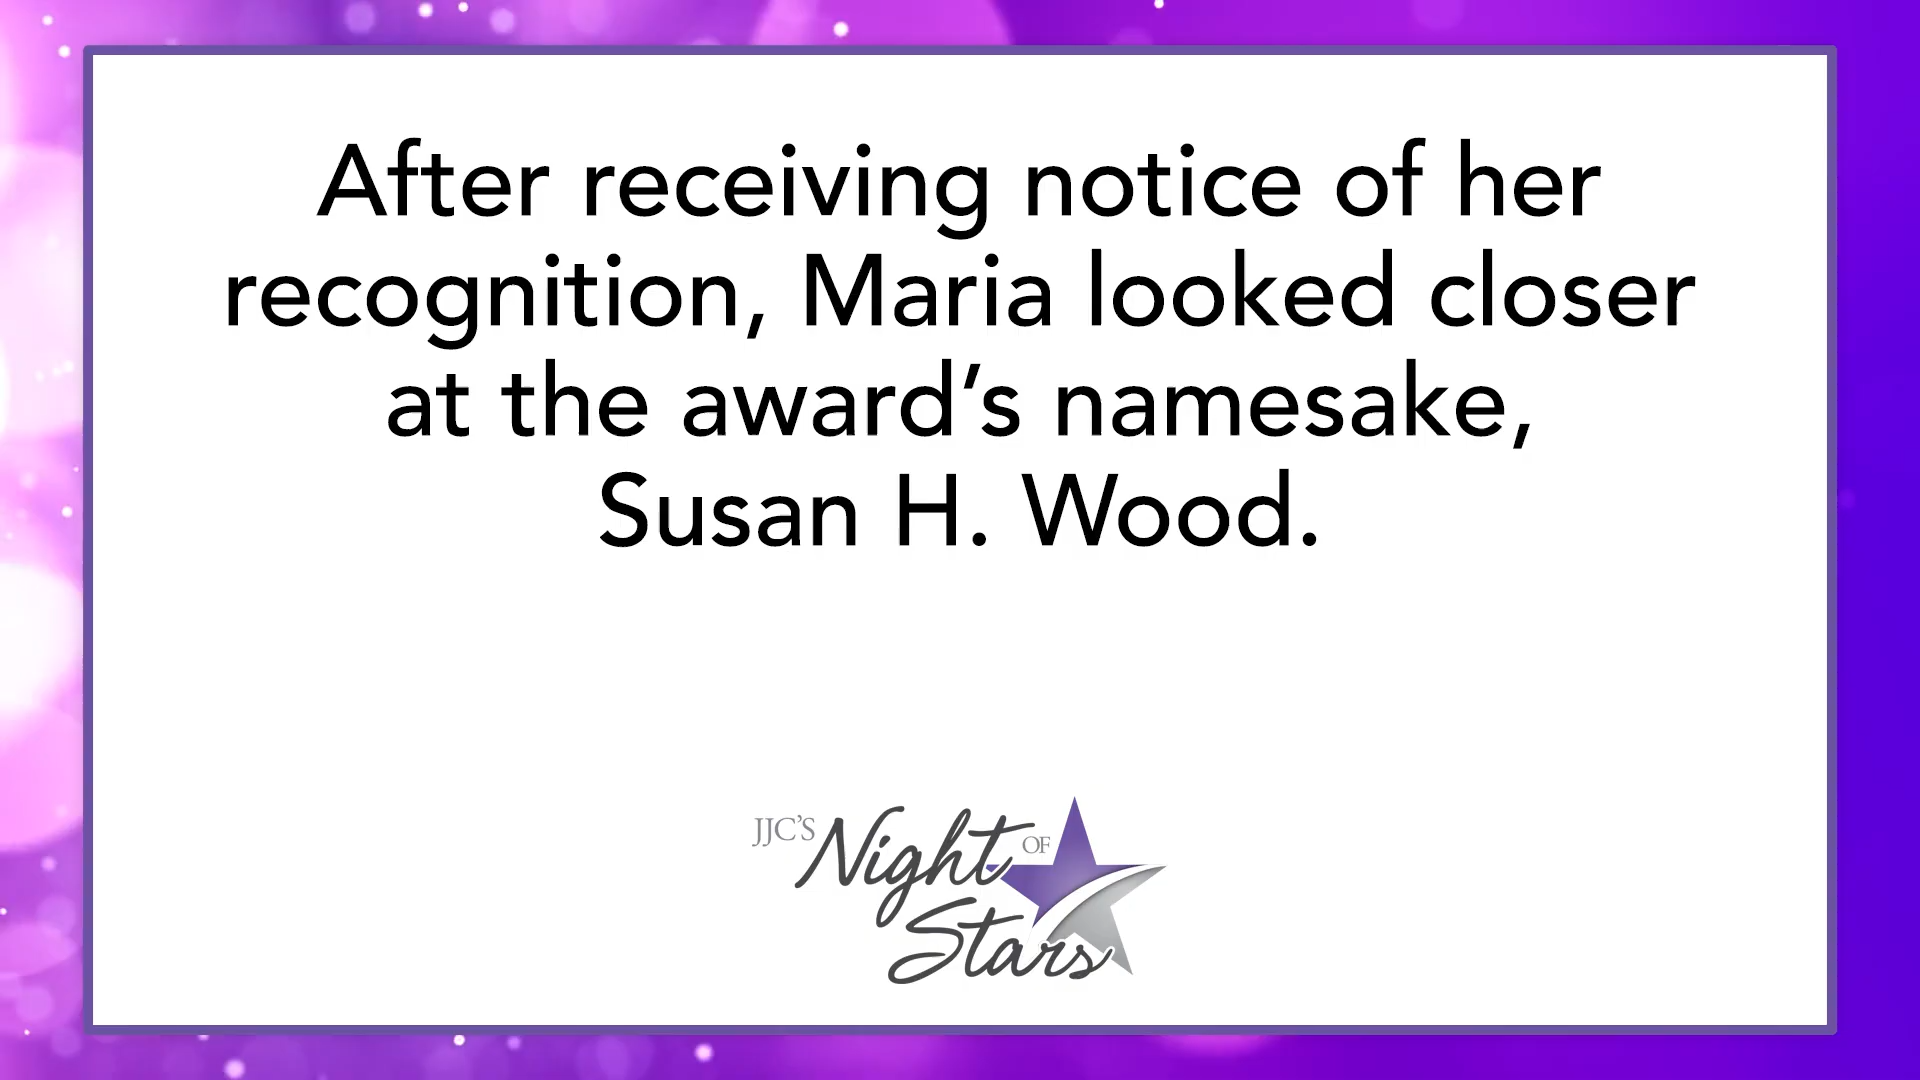 After receiving notice of her
recognition, Maria looked closer
at the award’s namesake,
Susan H. Wood.
JJC'S Night OF
Stars